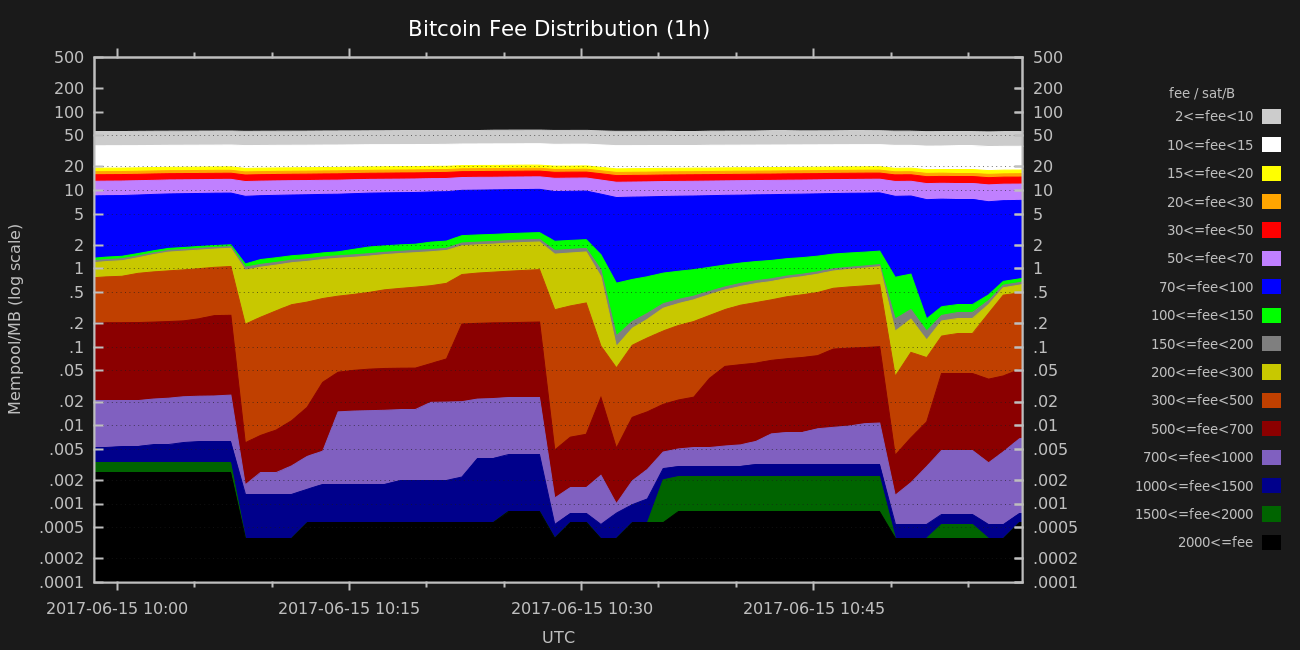 Bitcoin Fee Distribution (1h)
500 500
200 200
100 100
50 50
20 20
10 10
5 5
2 2
1 1
.5 .5
.2 .2
.1 .1
.05 .05
.02 .02
.01 .01
.005 .005
.002 .002
.001 .001
.0005 .0005
.0002 .0002
.0001 .0001
Mempool/MB (log scale)
2017-06-15 10:00 2017-06-15 10:15 2017-06-15 10:30 2017-06-15 10:45
UTC
fee / sat/B
2<=fee<10
10<=fee<15
15<=fee<20
20<=fee<30
30<=fee<50
50<=fee<70
70<=fee<100
100<=fee<150
150<=fee<200
200<=fee<300
300<=fee<500
500<=fee<700
700<=fee<1000
1000<=fee<1500
1500<=fee<2000
2000<=fee